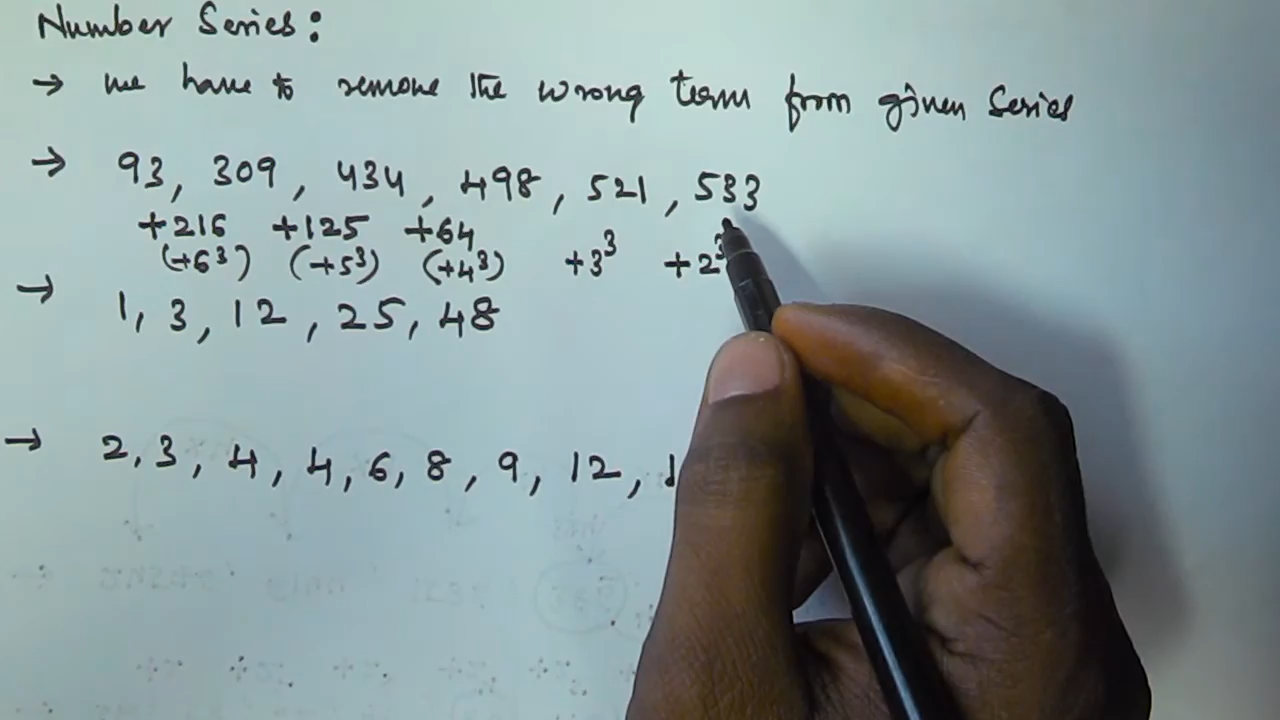 Number Series:
→ we have to remove the wrong term from given Series
→ 93, 309, 434, 498, 521, 533
+216 +125 +64
(+6³) (+5³) (+4³) +3³ +2³
→ 1, 3, 12, 25, 48
→ 2, 3, 4, 4, 6, 8, 9, 12, 1